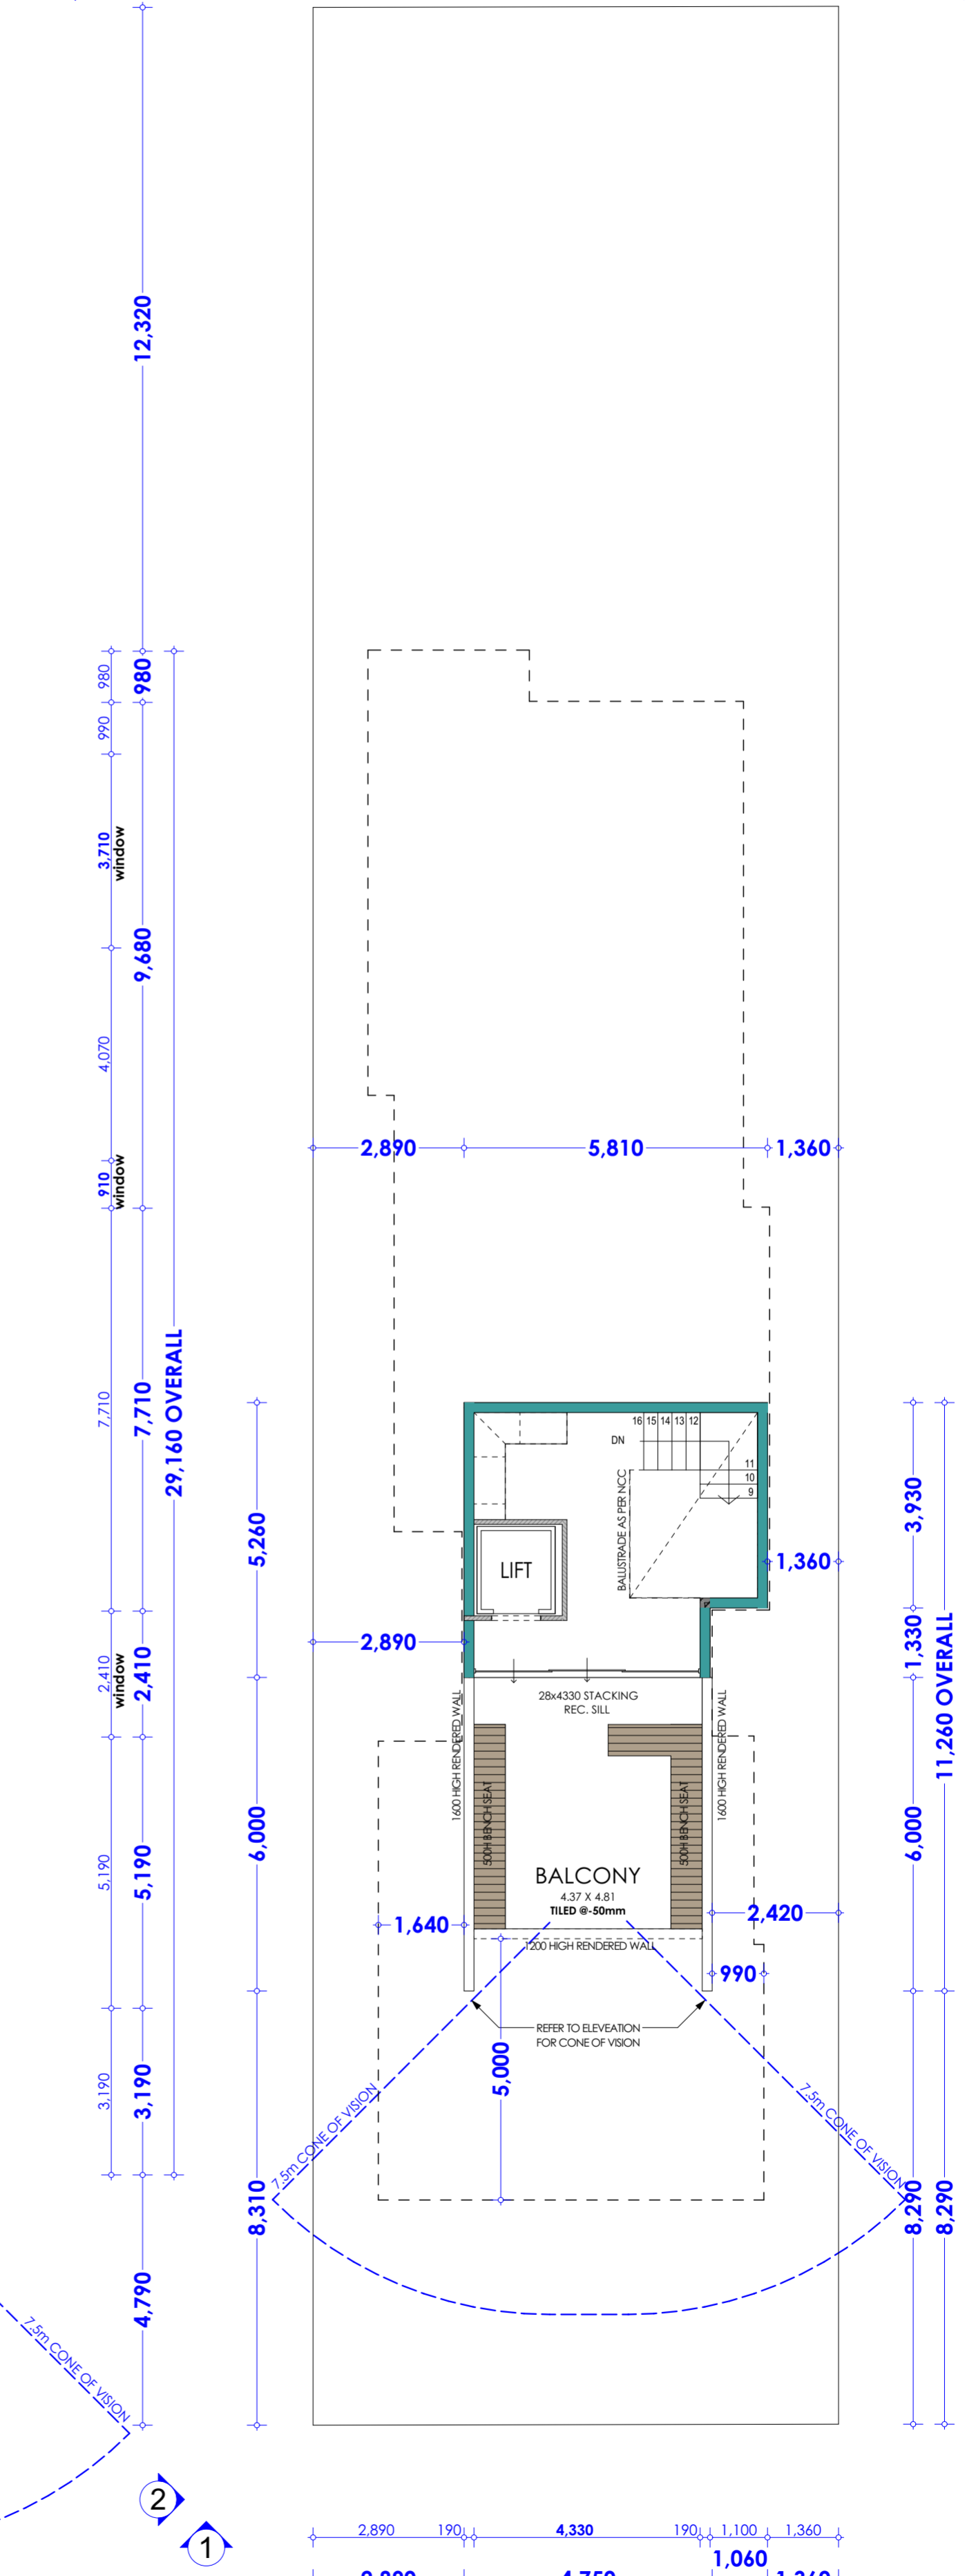 12,320
980
980
990
3,710
window
9,680
4,070
2,890
5,810
1,360
910
window
7,710
7,710
29,160 OVERALL
16 15 14 13 12
DN
11
10
9
BALUSTRADE AS PER NCC
3,930
5,260
LIFT
1,360
2,410
window
2,410
2,890
1,330
11,260 OVERALL
28x4330 STACKING
REC. SILL
1600 HIGH RENDERED WALL
1600 HIGH RENDERED WALL
500H BENCH SEAT
500H BENCH SEAT
6,000
6,000
5,190
5,190
BALCONY
4.37 X 4.81
TILED @-50mm
1,640
2,420
1200 HIGH RENDERED WALL
990
REFER TO ELEVEATION
FOR CONE OF VISION
5,000
3,190
3,190
7.5m CONE OF VISION
7.5m CONE OF VISION
8,310
8,290
8,290
4,790
7.5m CONE OF VISION
2
1
2,890 190 4,330 190 1,100 1,360
1,060
2,890 4,750 1,360